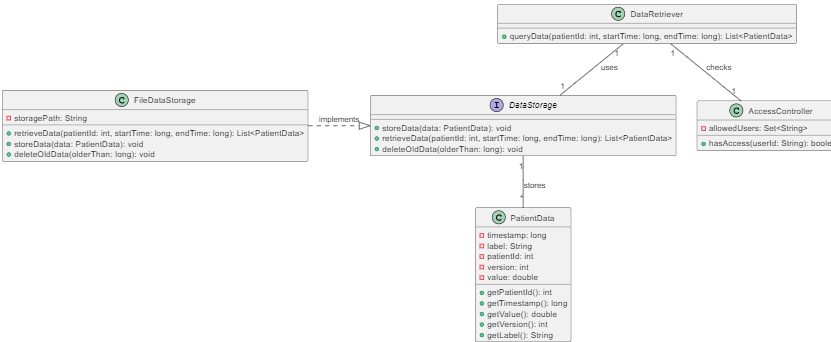 C DataRetriever
queryData(patientId: int, startTime: long, endTime: long): List<PatientData>
1
1
uses
checks
1
1
C FileDataStorage
storagePath: String
retrieveData(patientId: int, startTime: long, endTime: long): List<PatientData>
storeData(data: PatientData): void
deleteOldData(olderThan: long): void
implements
I DataStorage
storeData(data: PatientData): void
retrieveData(patientId: int, startTime: long, endTime: long): List<PatientData>
deleteOldData(olderThan: long): void
C AccessController
allowedUsers: Set<String>
hasAccess(userId: String): boole
1
stores
*
C PatientData
timestamp: long
label: String
patientId: int
version: int
value: double
getPatientId(): int
getTimestamp(): long
getValue(): double
getVersion(): int
getLabel(): String